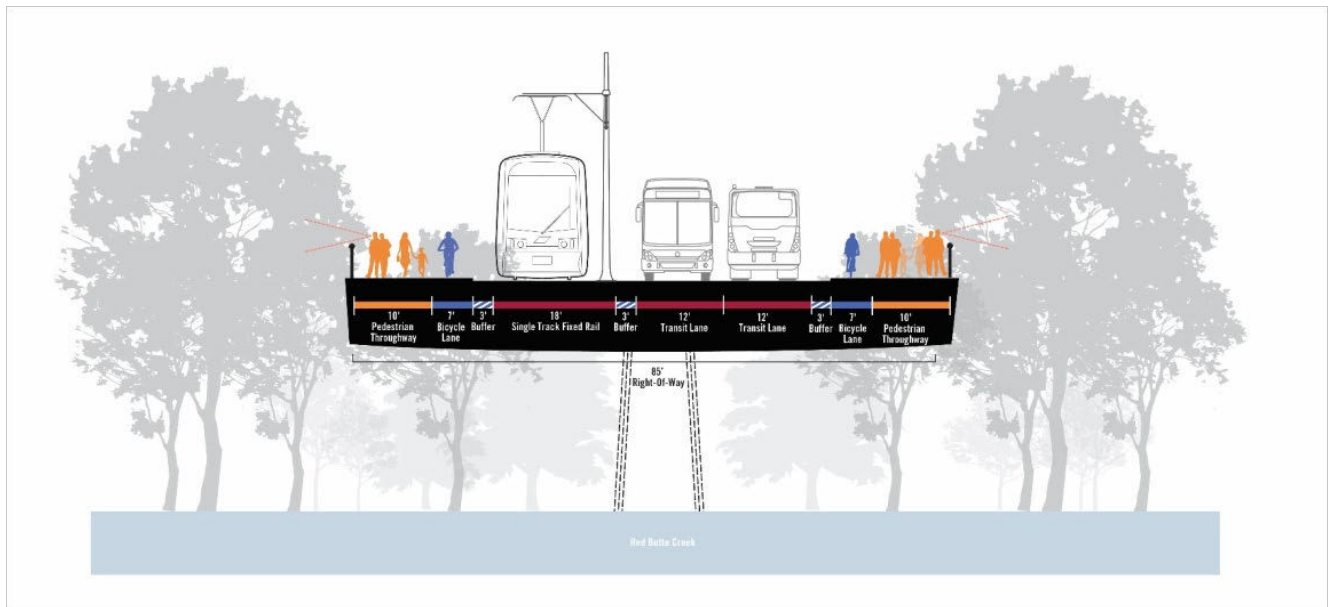 10'
Pedestrian
Throughway
7'
Bicycle
Lane
3'
Buffer
18'
Single Track Fixed Rail
3'
Buffer
12'
Transit Lane
12'
Transit Lane
3'
Buffer
7'
Bicycle
Lane
10'
Pedestrian
Throughway
85'
Right-Of-Way
Red Butte Creek